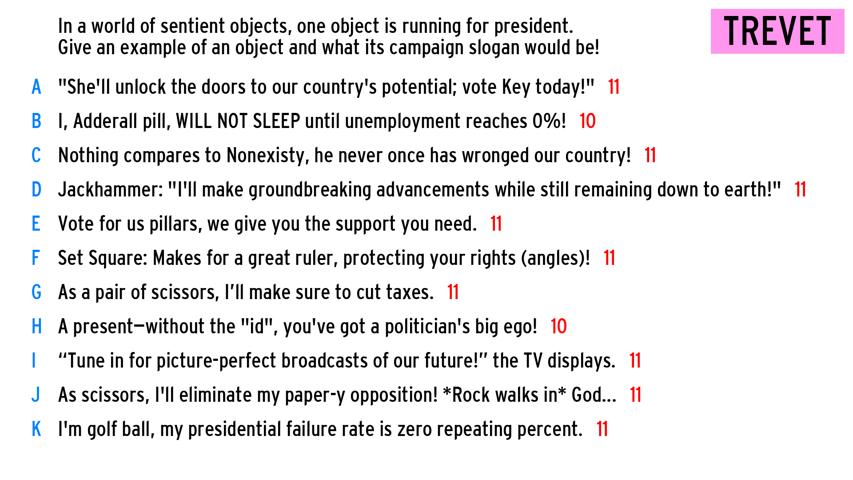 In a world of sentient objects, one object is running for president.
Give an example of an object and what its campaign slogan would be!
TREVET
A "She'll unlock the doors to our country's potential; vote Key today!" 11
B I, Adderall pill, WILL NOT SLEEP until unemployment reaches 0%! 10
C Nothing compares to Nonexisty, he never once has wronged our country! 11
D Jackhammer: "I'll make groundbreaking advancements while still remaining down to earth!" 11
E Vote for us pillars, we give you the support you need. 11
F Set Square: Makes for a great ruler, protecting your rights (angles)! 11
G As a pair of scissors, I’ll make sure to cut taxes. 11
H A present—without the "id", you've got a politician's big ego! 10
I “Tune in for picture-perfect broadcasts of our future!” the TV displays. 11
J As scissors, I'll eliminate my paper-y opposition! *Rock walks in* God... 11
K I'm golf ball, my presidential failure rate is zero repeating percent. 11